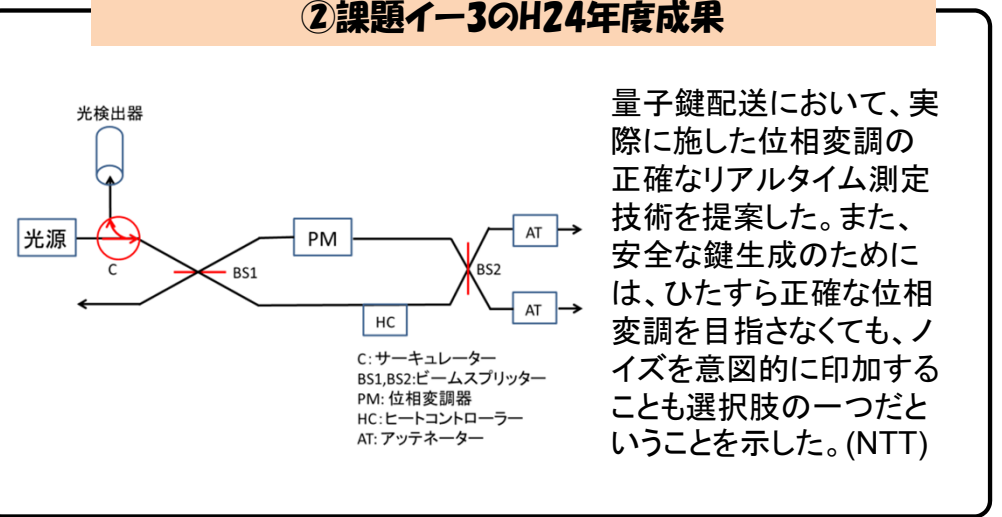 ②課題イー3のH24年度成果
光検出器
光源
C
BS1
PM
HC
BS2
AT
AT
C:サーキュレーター
BS1,BS2:ビームスプリッター
PM: 位相変調器
HC:ヒートコントローラー
AT:アッテネーター
量子鍵配送において、実
際に施した位相変調の
正確なリアルタイム測定
技術を提案した。また、
安全な鍵生成のために
は、ひたすら正確な位相
変調を目指さなくても、ノ
イズを意図的に印加する
ことも選択肢の一つだと
いうことを示した。(NTT)